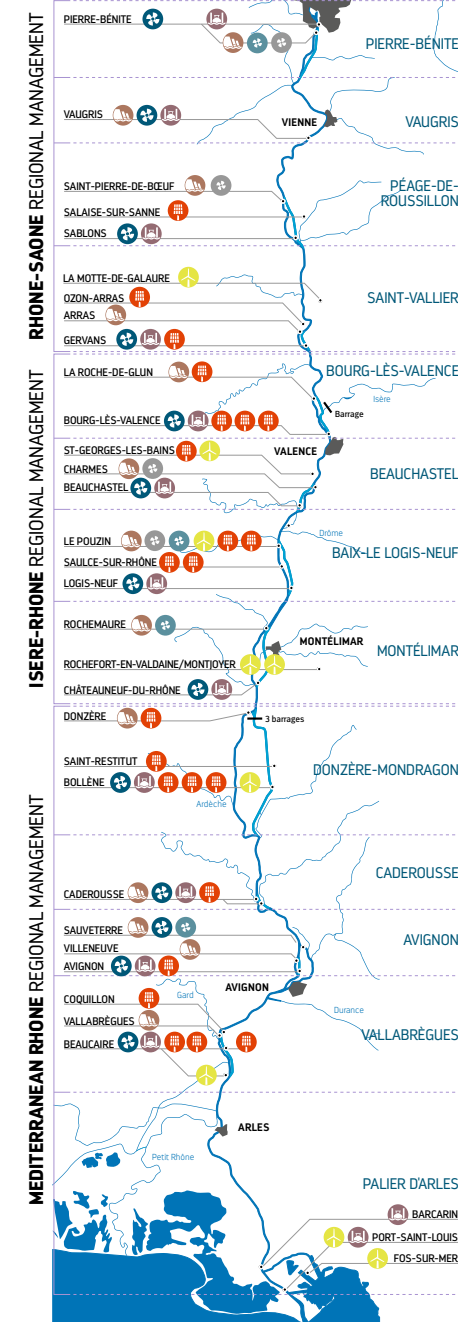 RHONE-SAONE REGIONAL MANAGEMENT
PIERRE-BÉNITE
PIERRE-BÉNITE
VAUGRIS
VIENNE
VAUGRIS
SAINT-PIERRE-DE-BŒUF
PÉAGE-DE-
ROUSSILLON
SALAISE-SUR-SANNE
SABLONS
LA MOTTE-DE-GALAURE
OZON-ARRAS
SAINT-VALLIER
ARRAS
GERVANS
ISERE-RHONE REGIONAL MANAGEMENT
LA ROCHE-DE-GLUN
BOURG-LÈS-VALENCE
Isère
Barrage
BOURG-LÈS-VALENCE
ST-GEORGES-LES-BAINS
VALENCE
CHARMES
BEAUCHASTEL
BEAUCHASTEL
Drôme
LE POUZIN
BAIX-LE LOGIS-NEUF
SAULCE-SUR-RHÔNE
LOGIS-NEUF
ROCHEMAURE
MONTÉLIMAR
MONTÉLIMAR
ROCHEFORT-EN-VALDAINE/MONTJOYER
CHÂTEAUNEUF-DU-RHÔNE
MEDITERRANEAN RHONE REGIONAL MANAGEMENT
DONZÈRE
3 barrages
SAINT-RESTITUT
DONZÈRE-MONDRAGON
BOLLÈNE
Ardèche
CADEROUSSE
CADEROUSSE
SAUVETERRE
AVIGNON
VILLENEUVE
AVIGNON
AVIGNON
COQUILLON
Gard
Durance
VALLABRÈGUES
VALLABRÈGUES
BEAUCAIRE
ARLES
Petit Rhône
PALIER D'ARLES
BARCARIN
PORT-SAINT-LOUIS
FOS-SUR-MER